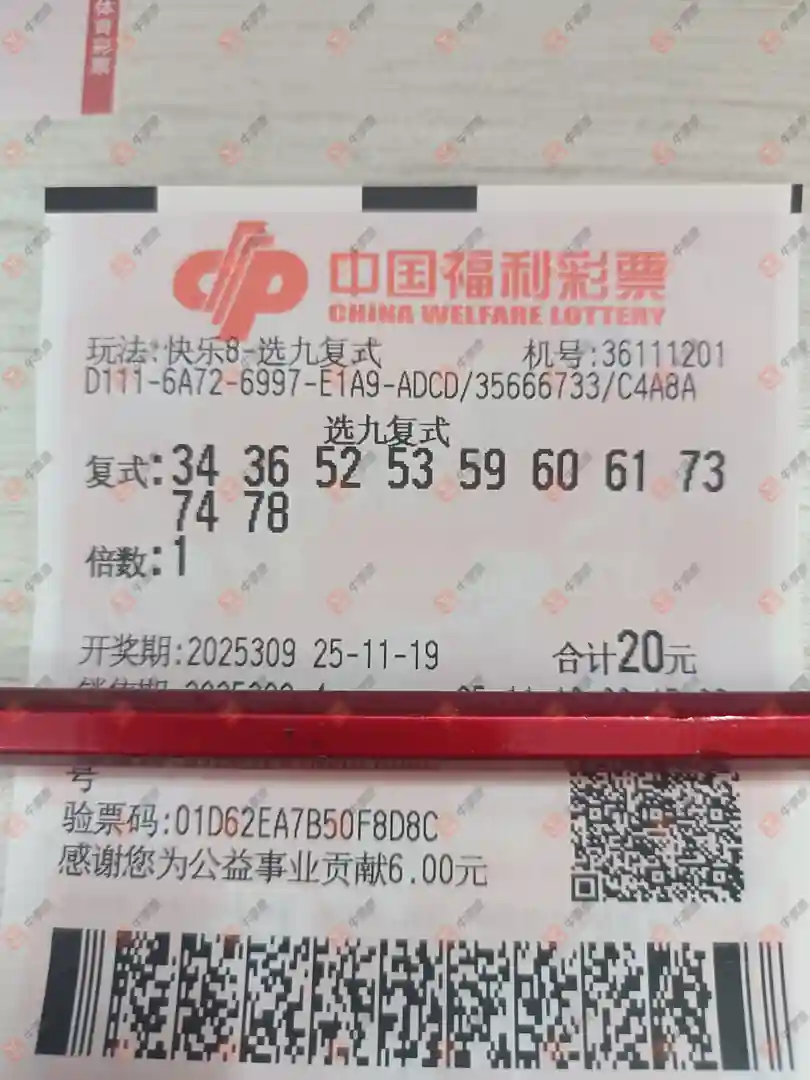 体育彩票
中国福利彩票
CHINA WELFARE LOTTERY
玩法:快乐8-选九复式 机号:36111201
D111-6A72-6997-E1A9-ADCD/35666733/C4A8A
选九复式
复式:34 36 52 53 59 60 61 73
74 78
倍数:1
开奖期:2025309 25-11-19 合计20元
号
验票码:01D62EA7B50F8D8C
感谢您为公益事业贡献6.00元